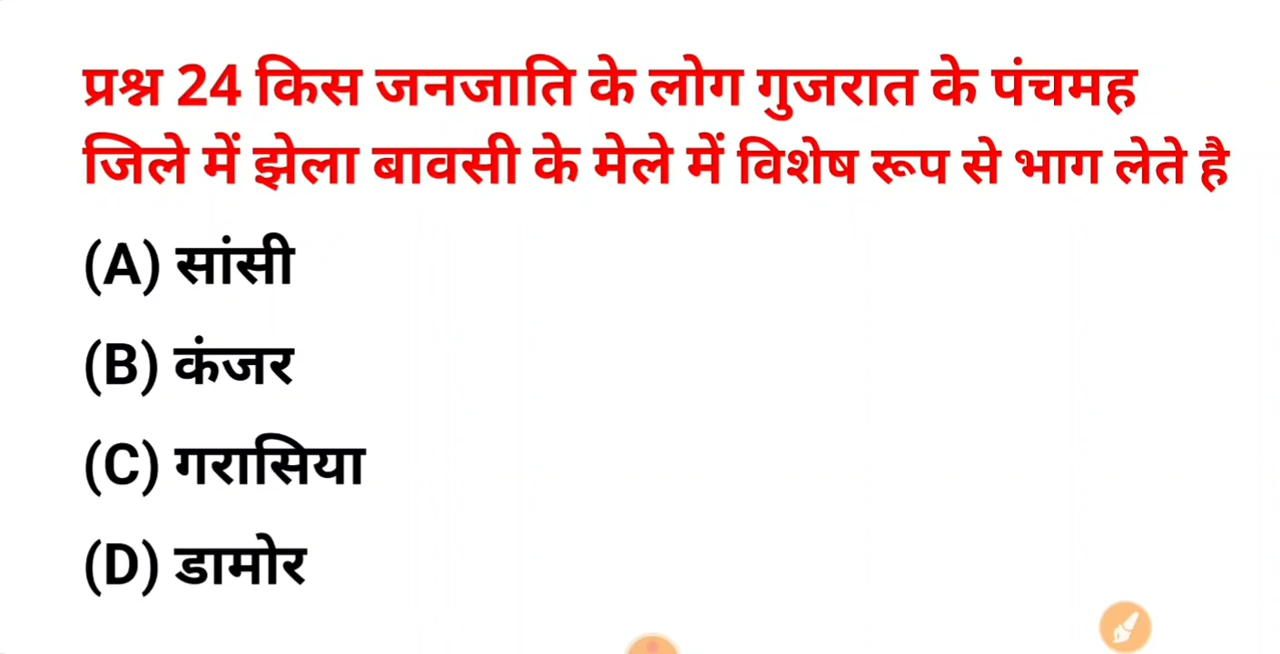 प्रश्न 24 किस जनजाति के लोग गुजरात के पंचमह
जिले में झेला बावसी के मेले में विशेष रूप से भाग लेते है
(A) सांसी
(B) कंजर
(C) गरासिया
(D) डामोर